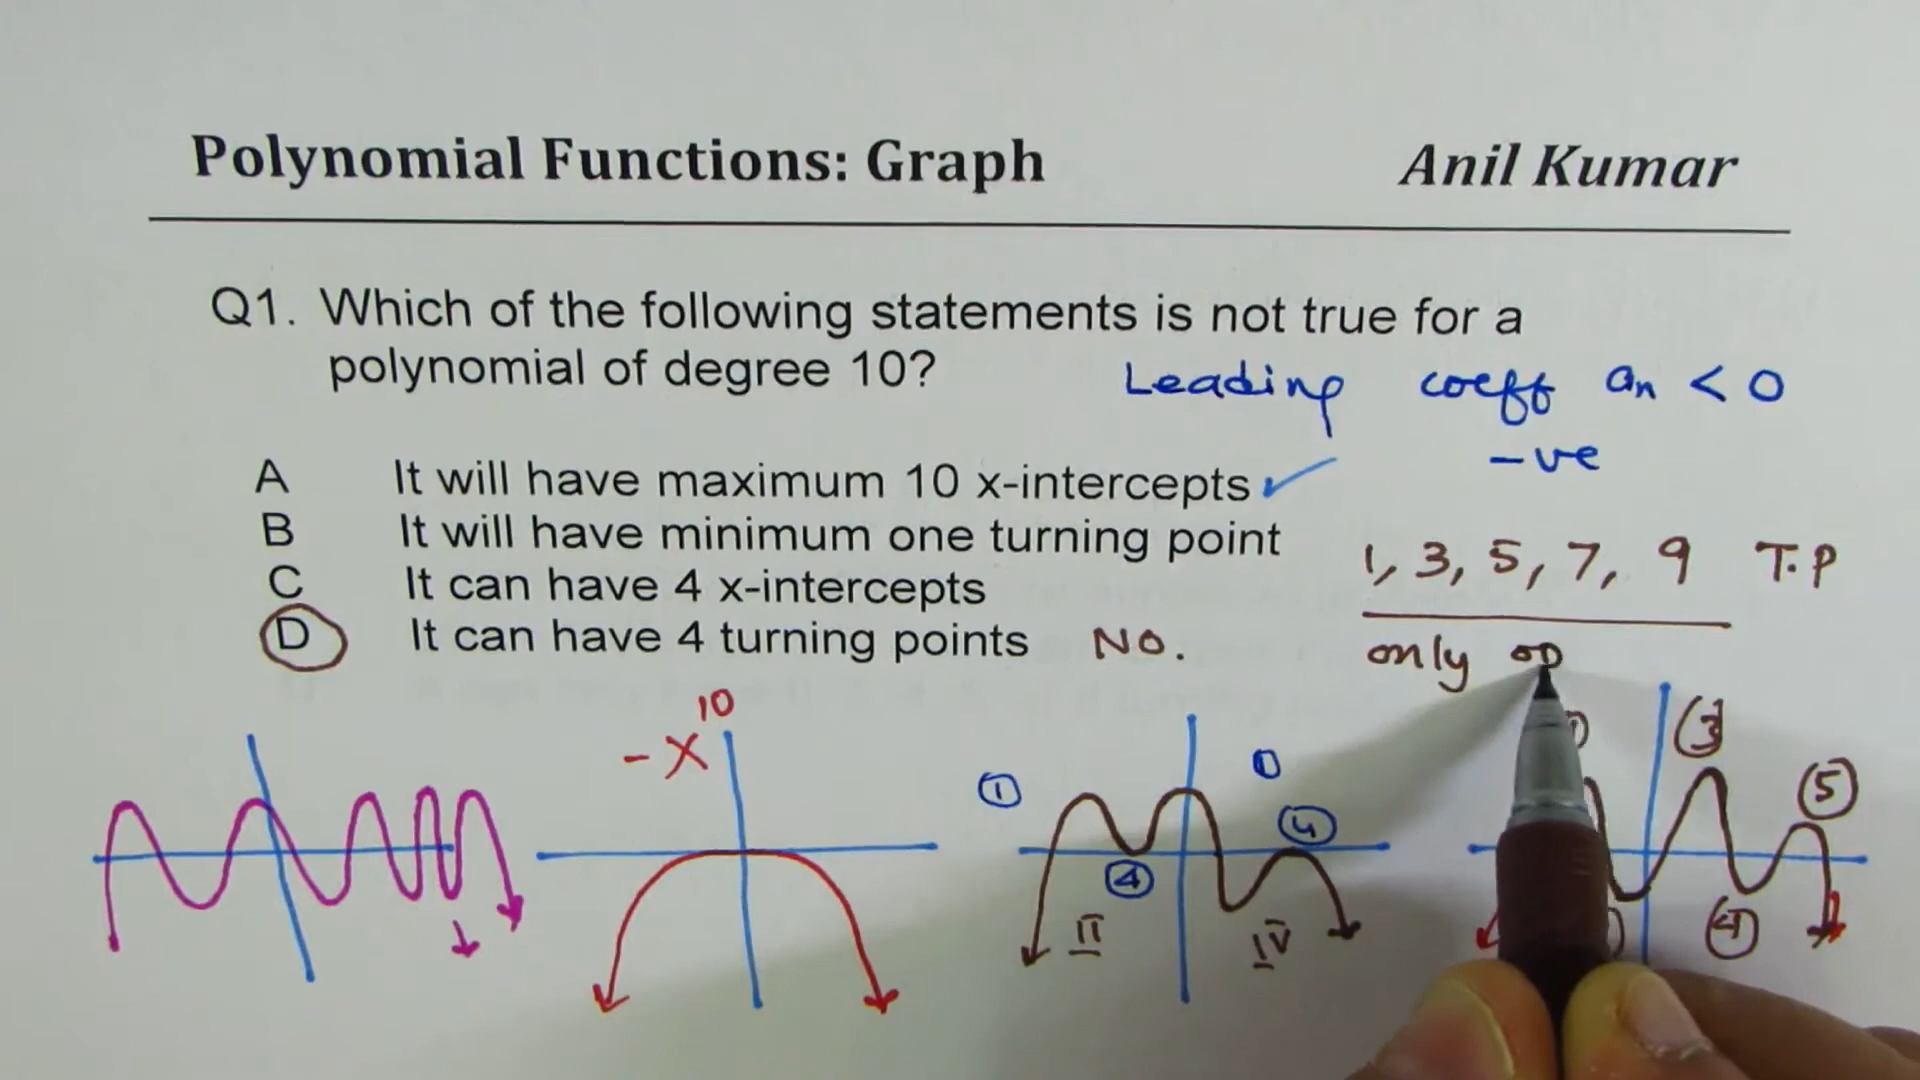 Polynomial Functions: Graph Anil Kumar
Q1. Which of the following statements is not true for a
polynomial of degree 10?
Leading coeff an < 0
-ve
A It will have maximum 10 x-intercepts ✓
B It will have minimum one turning point
C It can have 4 x-intercepts
D It can have 4 turning points NO.
1, 3, 5, 7, 9 T.P
only
-x¹⁰
1
4
II
IV
4
3
4
5